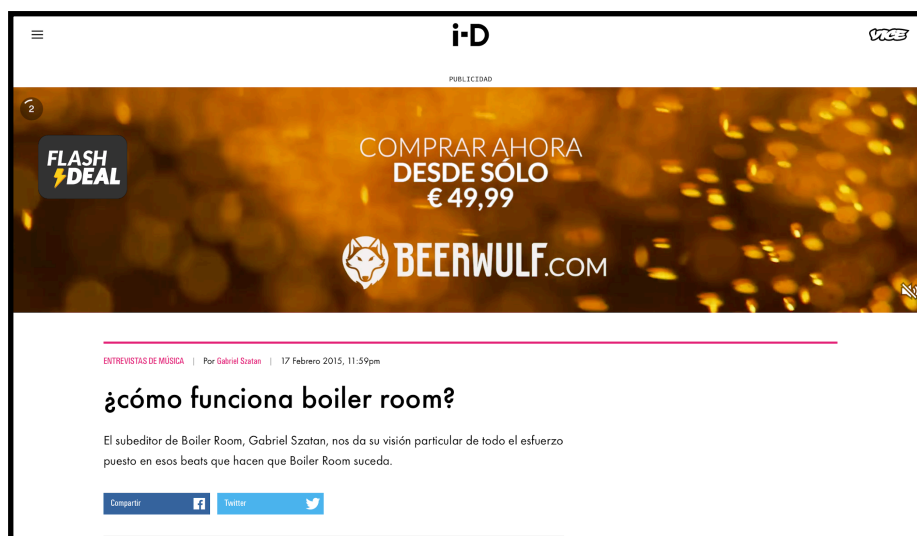 i-D
VICE
PUBLICIDAD
2
FLASH
DEAL
COMPRAR AHORA
DESDE SÓLO
€ 49,99
BEERWULF.COM
ENTREVISTAS DE MÚSICA | Por Gabriel Szatan | 17 Febrero 2015, 11:59pm
¿cómo funciona boiler room?
El subeditor de Boiler Room, Gabriel Szatan, nos da su visión particular de todo el esfuerzo
puesto en esos beats que hacen que Boiler Room suceda.
Compartir
Twitter